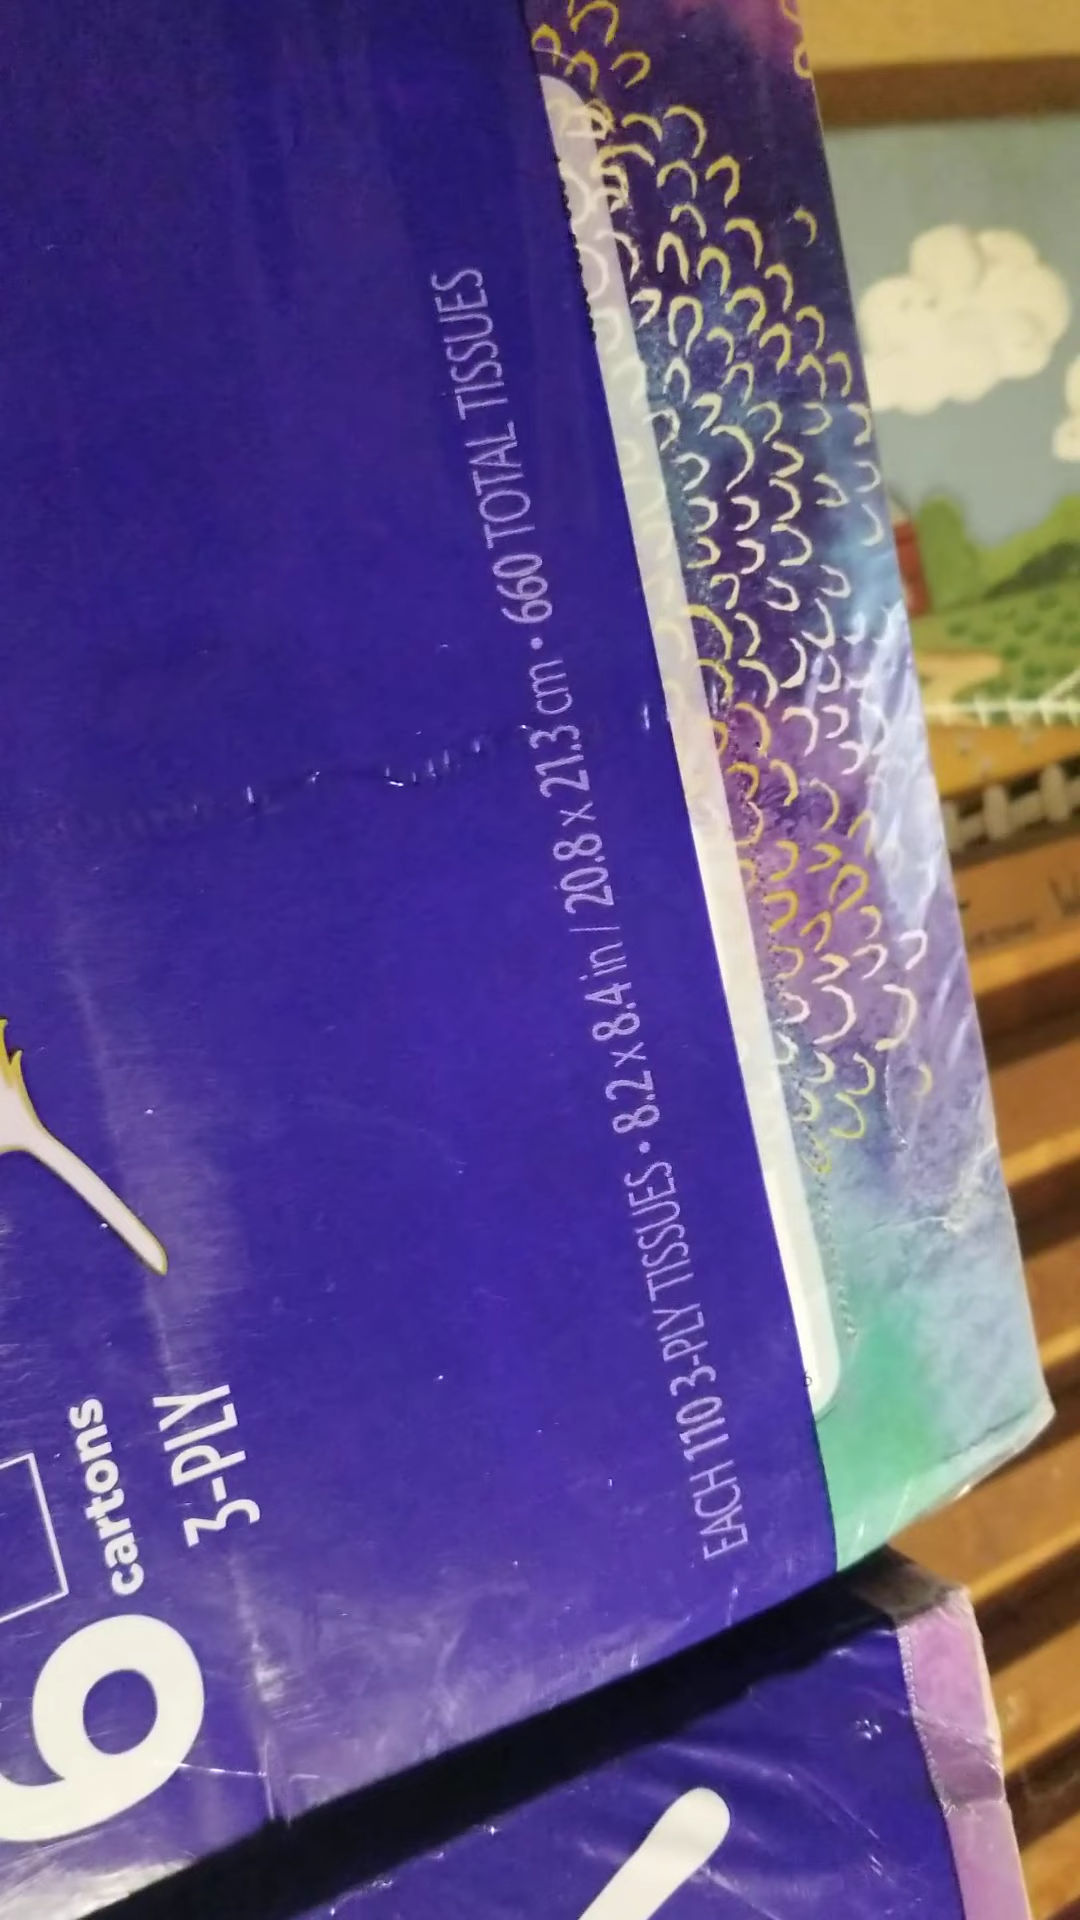 6 cartons
3-PLY
EACH 110 3-PLY TISSUES • 8.2 x 8.4 in / 20.8 x 21.3 cm • 660 TOTAL TISSUES